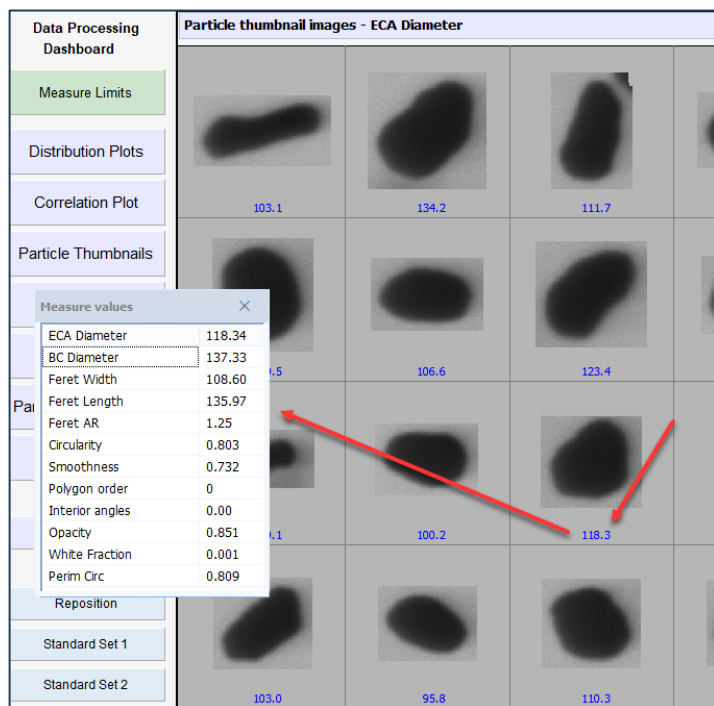 Data Processing
Dashboard
Particle thumbnail images - ECA Diameter
Measure Limits
Distribution Plots
Correlation Plot
Particle Thumbnails
103.1
134.2
111.7
.5
106.6
123.4
Measure values
ECA Diameter 118.34
BC Diameter 137.33
Feret Width 108.60
Feret Length 135.97
Feret AR 1.25
Circularity 0.803
Smoothness 0.732
Polygon order 0
Interior angles 0.00
Opacity 0.851
White Fraction 0.001
Perim Circ 0.809
Par
.1
100.2
118.3
Reposition
Standard Set 1
Standard Set 2
103.0
95.8
110.3